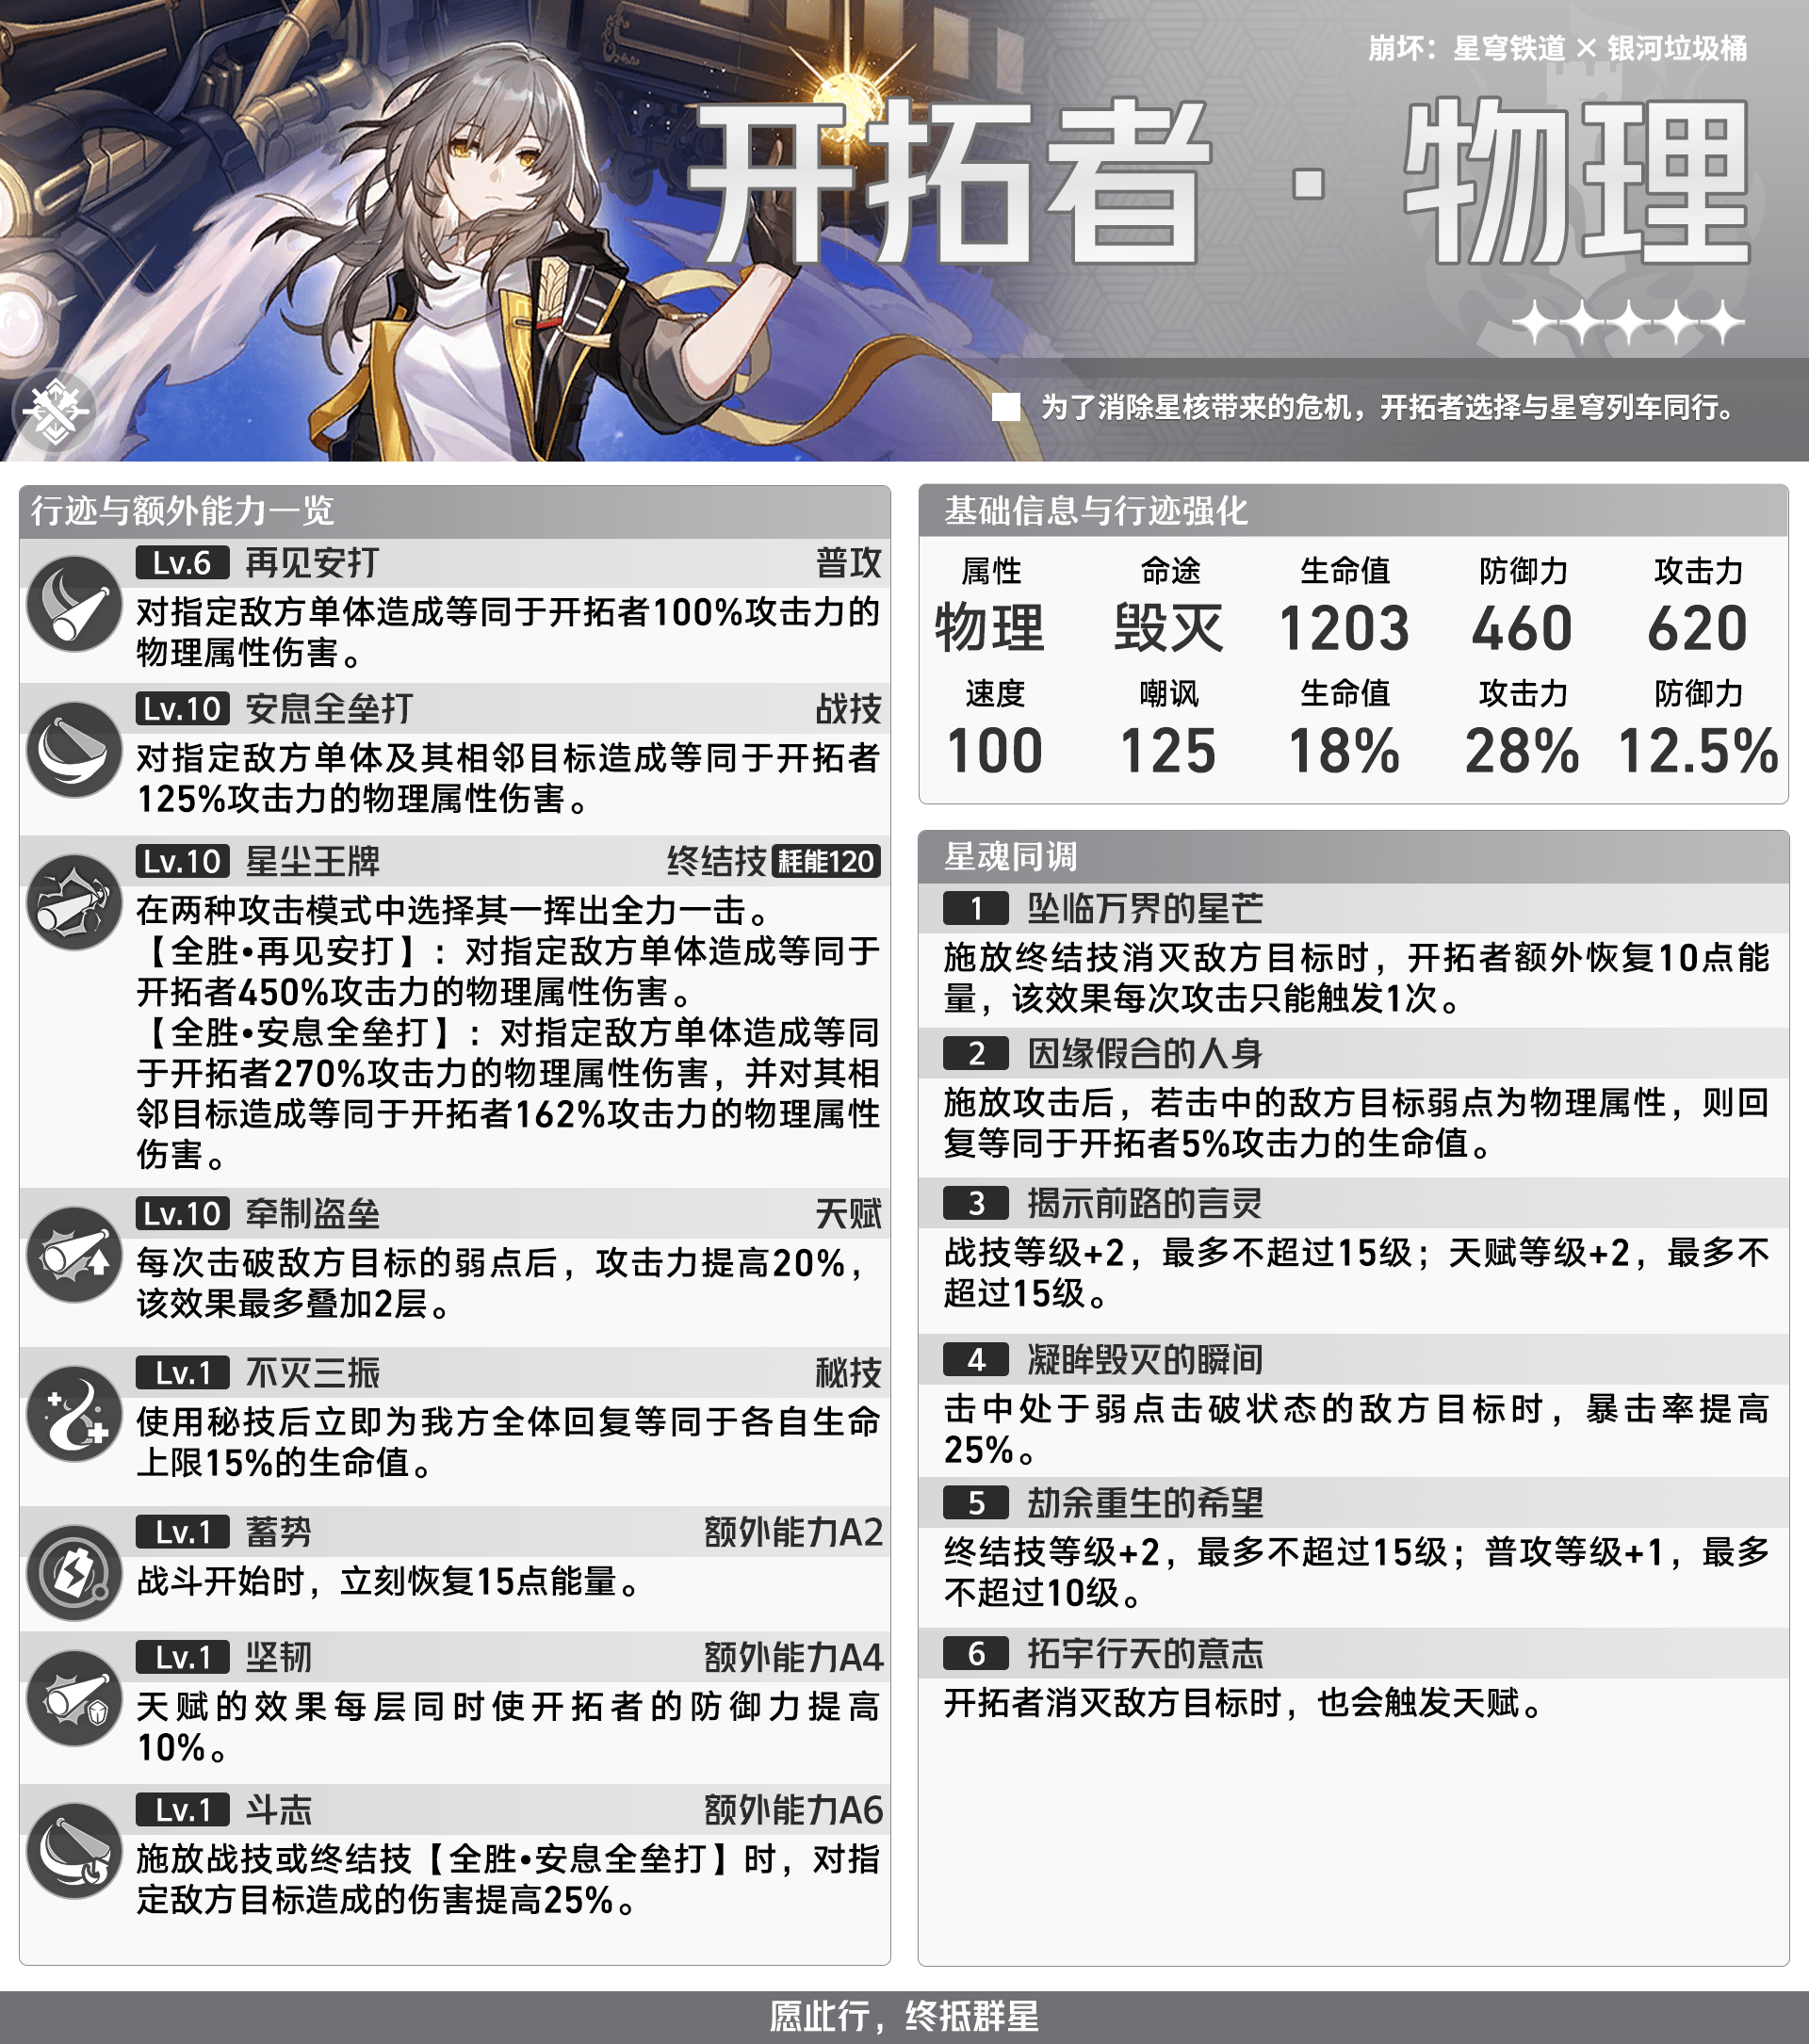 崩坏：星穹铁道 × 银河垃圾桶
开拓者 · 物理
为了消除星核带来的危机，开拓者选择与星穹列车同行。
行迹与额外能力一览
Lv.6 再见安打 普攻
对指定敌方单体造成等同于开拓者100%攻击力的
物理属性伤害。
Lv.10 安息全垒打 战技
对指定敌方单体及其相邻目标造成等同于开拓者
125%攻击力的物理属性伤害。
Lv.10 星尘王牌 终结技 耗能120
在两种攻击模式中选择其一挥出全力一击。
【全胜•再见安打】：对指定敌方单体造成等同于
开拓者450%攻击力的物理属性伤害。
【全胜•安息全垒打】：对指定敌方单体造成等同
于开拓者270%攻击力的物理属性伤害，并对其相
邻目标造成等同于开拓者162%攻击力的物理属性
伤害。
Lv.10 牵制盗垒 天赋
每次击破敌方目标的弱点后，攻击力提高20%，
该效果最多叠加2层。
Lv.1 不灭三振 秘技
使用秘技后立即为我方全体回复等同于各自生命
上限15%的生命值。
Lv.1 蓄势 额外能力A2
战斗开始时，立刻恢复15点能量。
Lv.1 坚韧 额外能力A4
天赋的效果每层同时使开拓者的防御力提高
10%。
Lv.1 斗志 额外能力A6
施放战技或终结技【全胜•安息全垒打】时，对指
定敌方目标造成的伤害提高25%。
基础信息与行迹强化
属性 命途 生命值 防御力 攻击力
物理 毁灭 1203 460 620
速度 嘲讽 生命值 攻击力 防御力
100 125 18% 28% 12.5%
星魂同调
1 坠临万界的星芒
施放终结技消灭敌方目标时，开拓者额外恢复10点能
量，该效果每次攻击只能触发1次。
2 因缘假合的人身
施放攻击后，若击中的敌方目标弱点为物理属性，则回
复等同于开拓者5%攻击力的生命值。
3 揭示前路的言灵
战技等级+2，最多不超过15级；天赋等级+2，最多不
超过15级。
4 凝眸毁灭的瞬间
击中处于弱点击破状态的敌方目标时，暴击率提高
25%。
5 劫余重生的希望
终结技等级+2，最多不超过15级；普攻等级+1，最多
不超过10级。
6 拓宇行天的意志
开拓者消灭敌方目标时，也会触发天赋。
愿此行，终抵群星